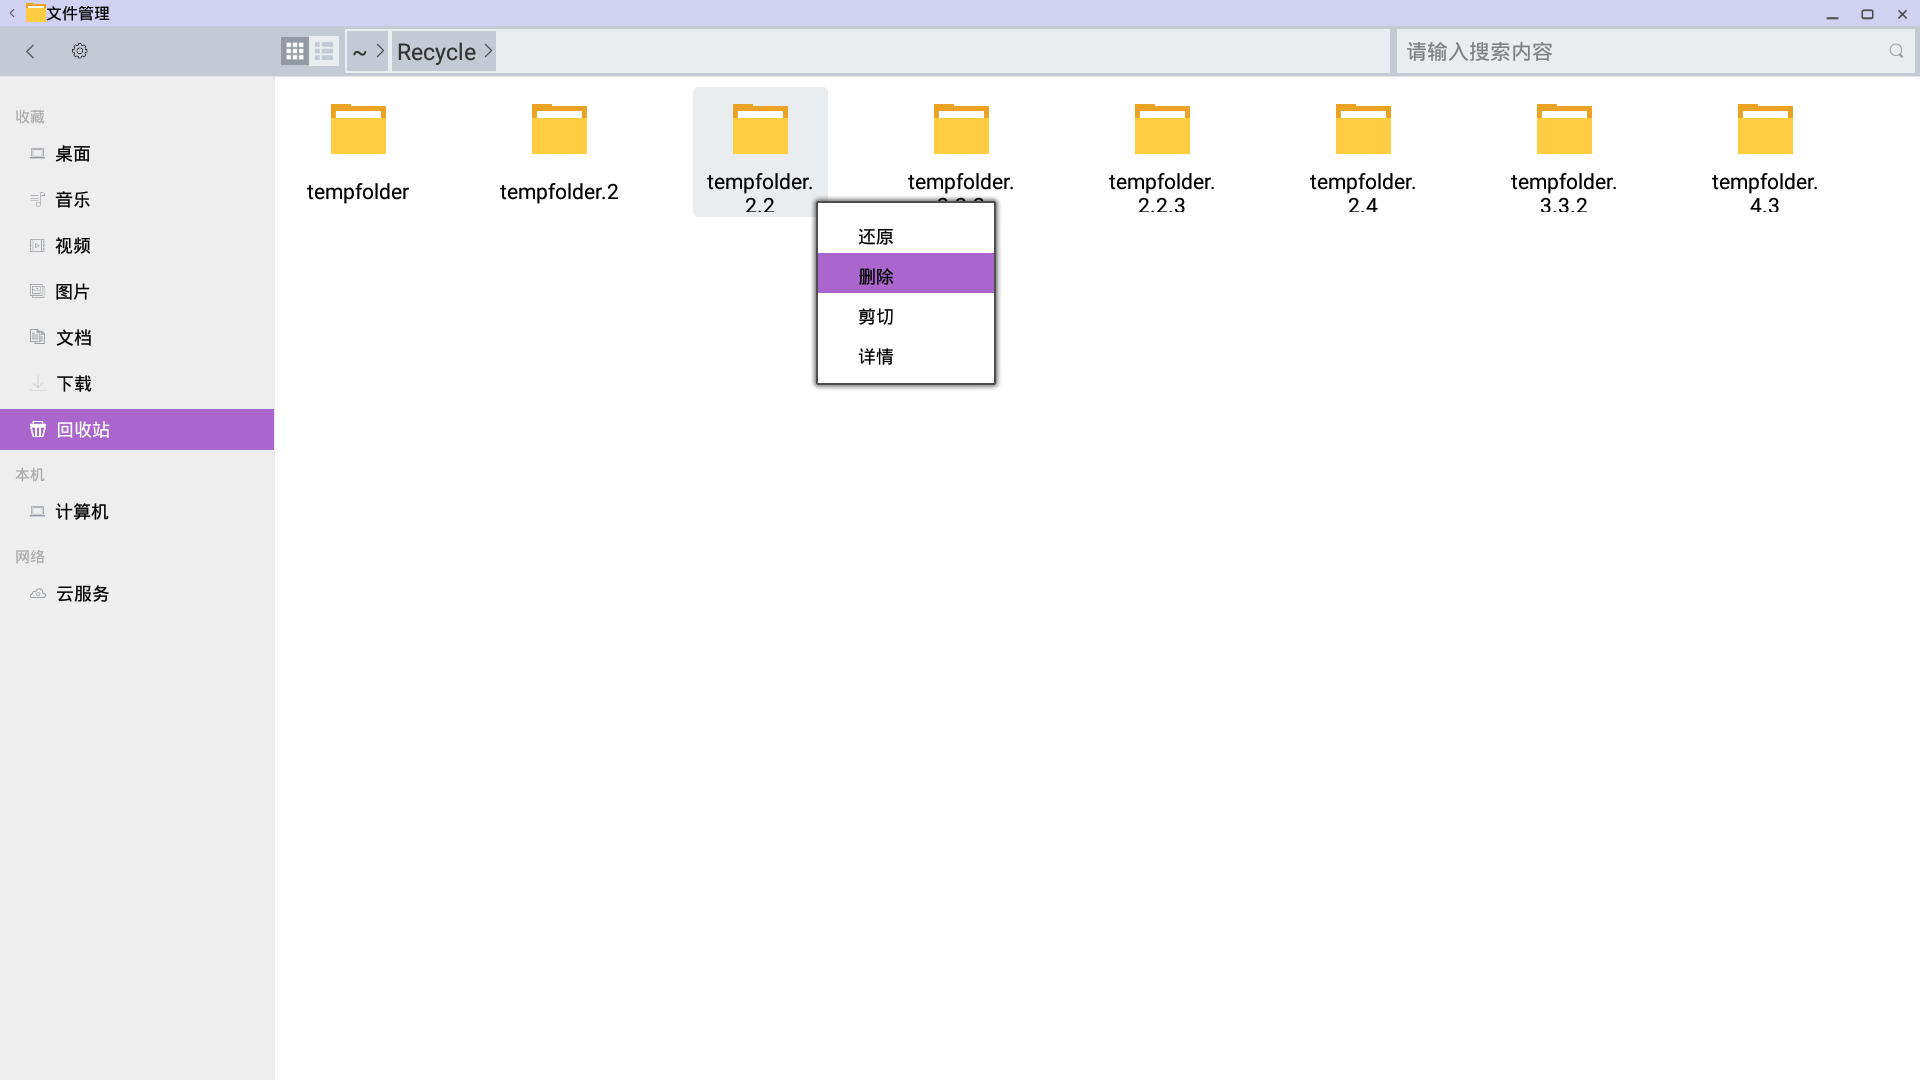 文件管理
~
Recycle
请输入搜索内容
收藏
桌面
音乐
视频
图片
文档
下载
回收站
本机
计算机
网络
云服务
tempfolder
tempfolder.2
tempfolder.
2.2
tempfolder.
tempfolder.
2.2.3
tempfolder.
2.4
tempfolder.
3.3.2
tempfolder.
4.3
还原
删除
剪切
详情